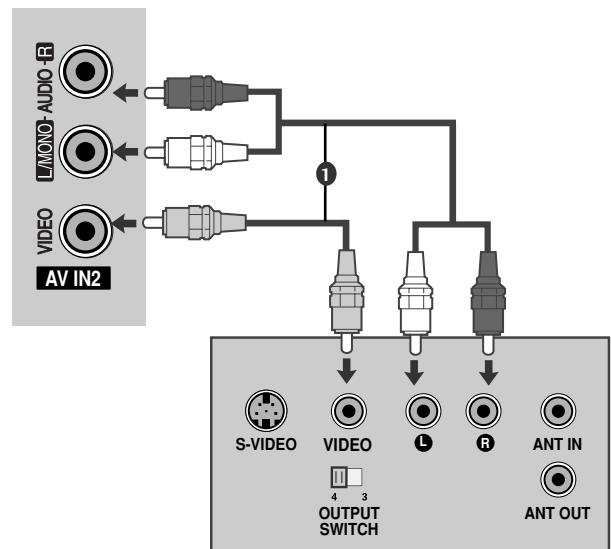 L/MONO - AUDIO - R
VIDEO
AV IN2
1
S-VIDEO
VIDEO
L
R
ANT IN
4 3
OUTPUT
SWITCH
ANT OUT